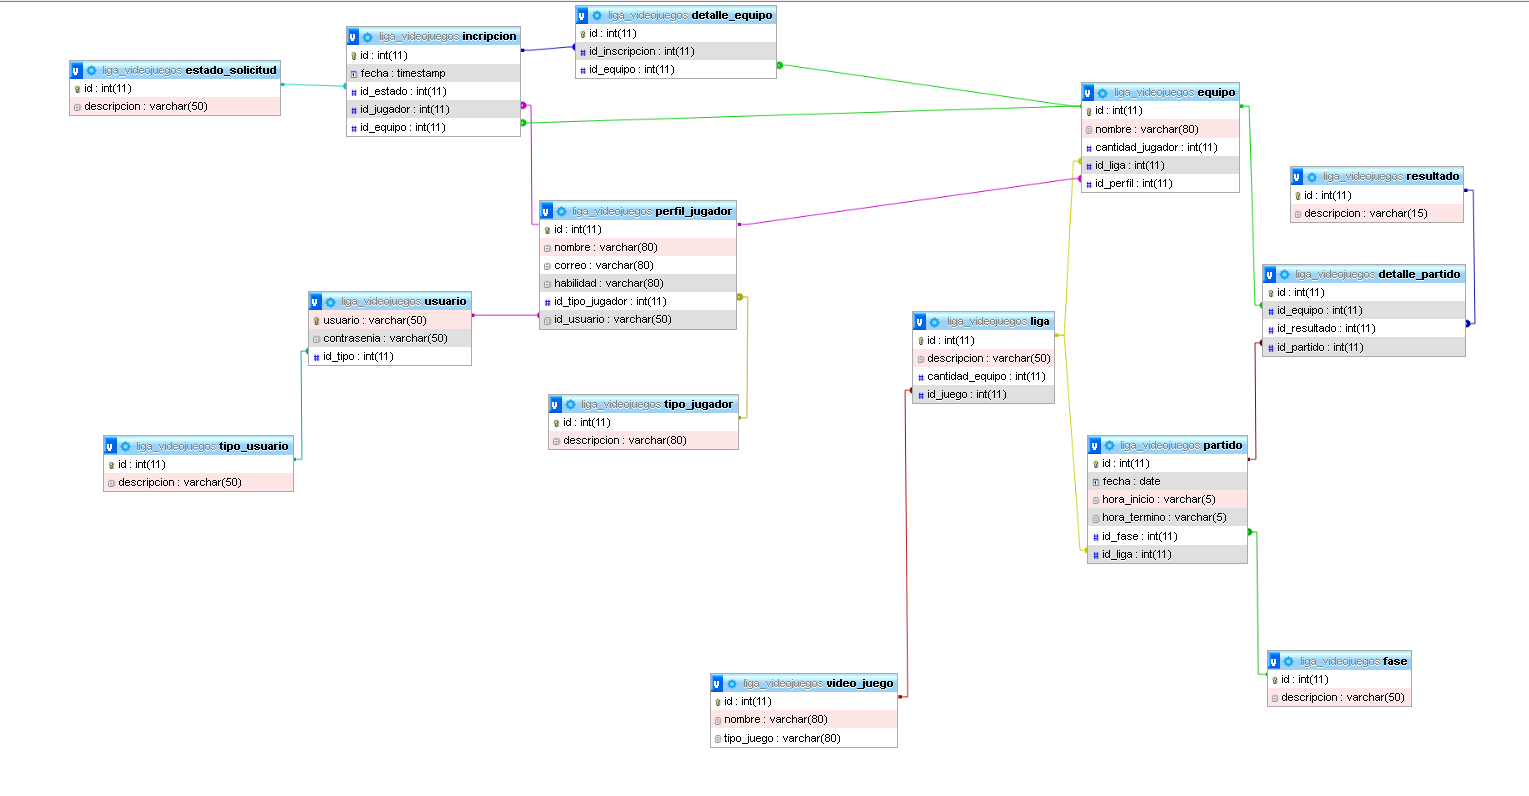 liga_videojuegos detalle_equipo
id : int(11)
id_inscripcion : int(11)
id_equipo : int(11)
liga_videojuegos incripcion
id : int(11)
fecha : timestamp
id_estado : int(11)
id_jugador : int(11)
id_equipo : int(11)
liga_videojuegos estado_solicitud
id : int(11)
descripcion : varchar(50)
liga_videojuegos equipo
id : int(11)
nombre : varchar(80)
cantidad_jugador : int(11)
id_liga : int(11)
id_perfil : int(11)
liga_videojuegos resultado
id : int(11)
descripcion : varchar(15)
liga_videojuegos perfil_jugador
id : int(11)
nombre : varchar(80)
correo : varchar(80)
habilidad : varchar(80)
id_tipo_jugador : int(11)
id_usuario : varchar(50)
liga_videojuegos detalle_partido
id : int(11)
id_equipo : int(11)
id_resultado : int(11)
id_partido : int(11)
liga_videojuegos usuario
usuario : varchar(50)
contrasenia : varchar(50)
id_tipo : int(11)
liga_videojuegos liga
id : int(11)
descripcion : varchar(50)
cantidad_equipo : int(11)
id_juego : int(11)
liga_videojuegos tipo_jugador
id : int(11)
descripcion : varchar(80)
liga_videojuegos tipo_usuario
id : int(11)
descripcion : varchar(50)
liga_videojuegos partido
id : int(11)
fecha : date
hora_inicio : varchar(5)
hora_termino : varchar(5)
id_fase : int(11)
id_liga : int(11)
liga_videojuegos fase
id : int(11)
descripcion : varchar(50)
liga_videojuegos video_juego
id : int(11)
nombre : varchar(80)
tipo_juego : varchar(80)